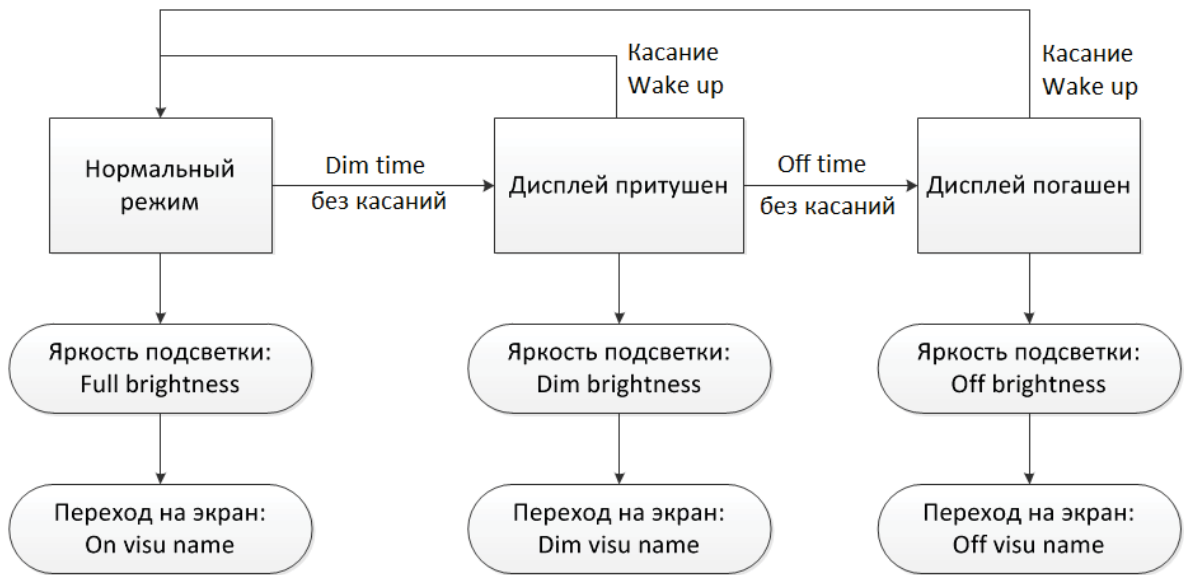 Касание
Wake up
Касание
Wake up
Нормальный
режим
Dim time
без касаний
Дисплей притушен
Off time
без касаний
Дисплей погашен
Яркость подсветки:
Full brightness
Яркость подсветки:
Dim brightness
Яркость подсветки:
Off brightness
Переход на экран:
On visu name
Переход на экран:
Dim visu name
Переход на экран:
Off visu name